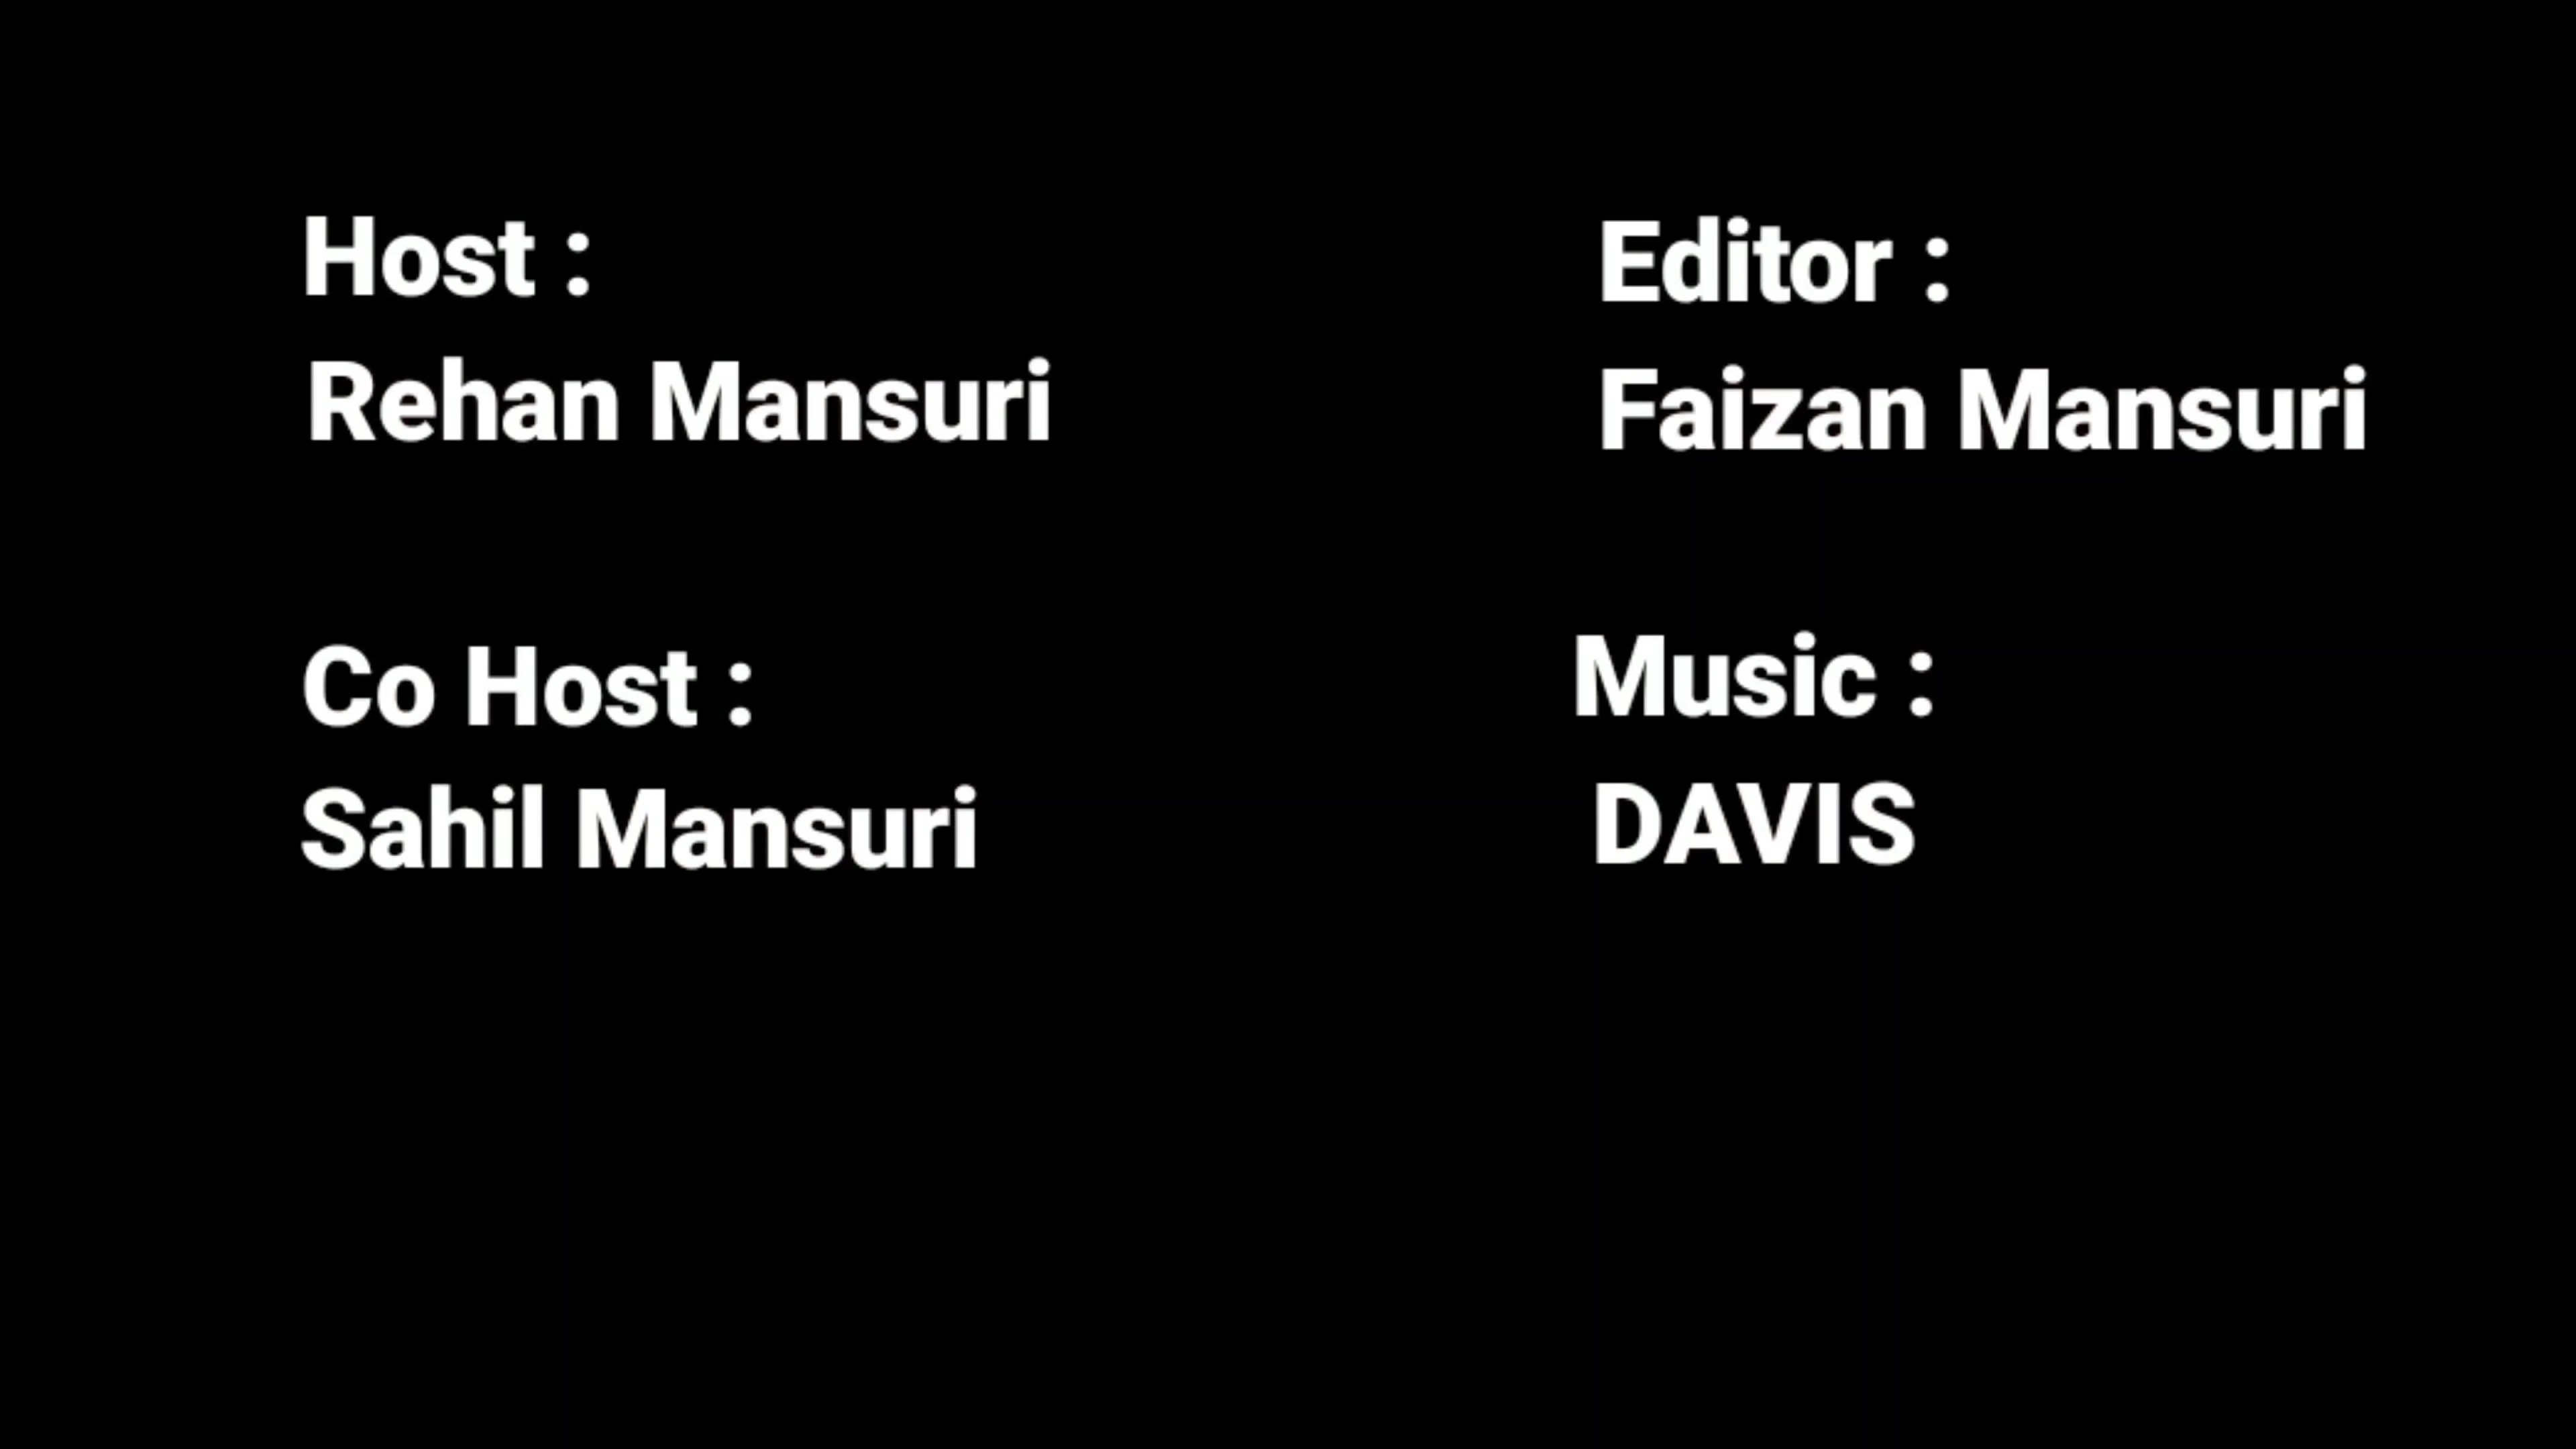 Host :
Rehan Mansuri
Co Host :
Sahil Mansuri
Editor :
Faizan Mansuri
Music :
DAVIS